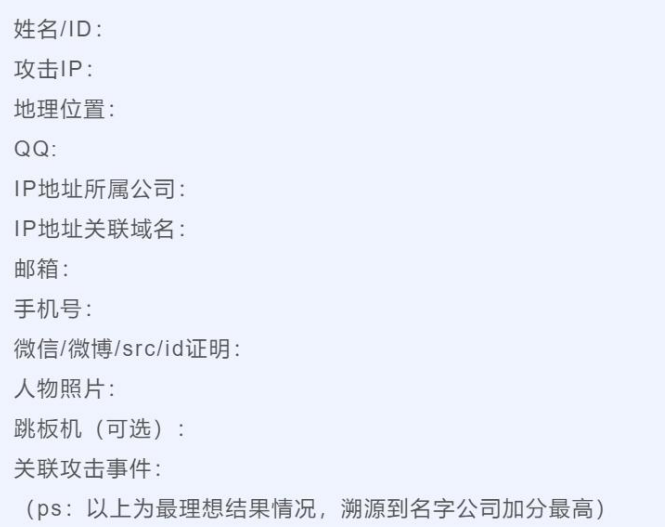 姓名/ID：
攻击IP：
地理位置：
QQ:
IP地址所属公司：
IP地址关联域名：
邮箱：
手机号：
微信/微博/src/id证明：
人物照片：
跳板机（可选）：
关联攻击事件：
（ps：以上为最理想结果情况，溯源到名字公司加分最高）